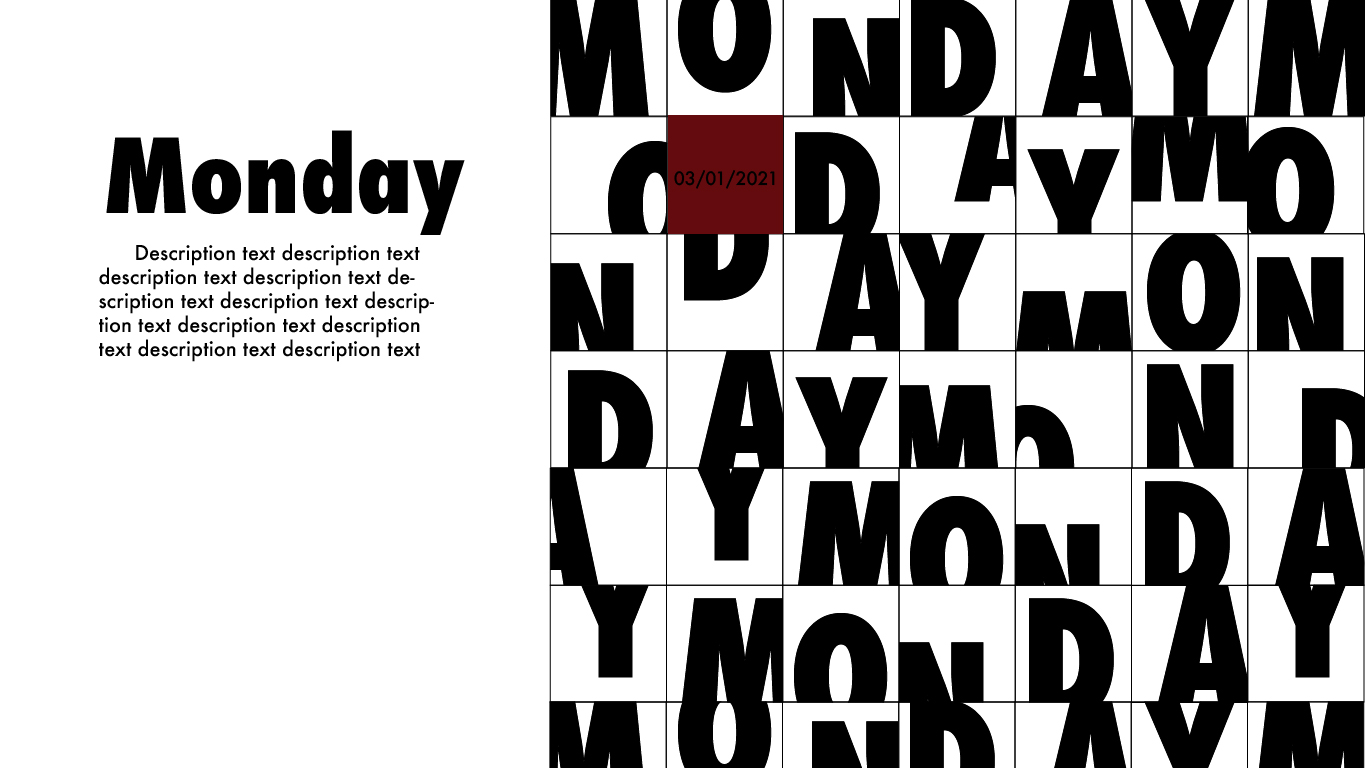 Monday
Description text description text
description text description text de-
scription text description text descrip-
tion text description text description
text description text description text
M O N D A Y M
O 03/01/2021 D A Y M O
N D A Y M O N
D A Y M O N D
A Y M O N D A
Y M O N D A Y
M O N D A Y M